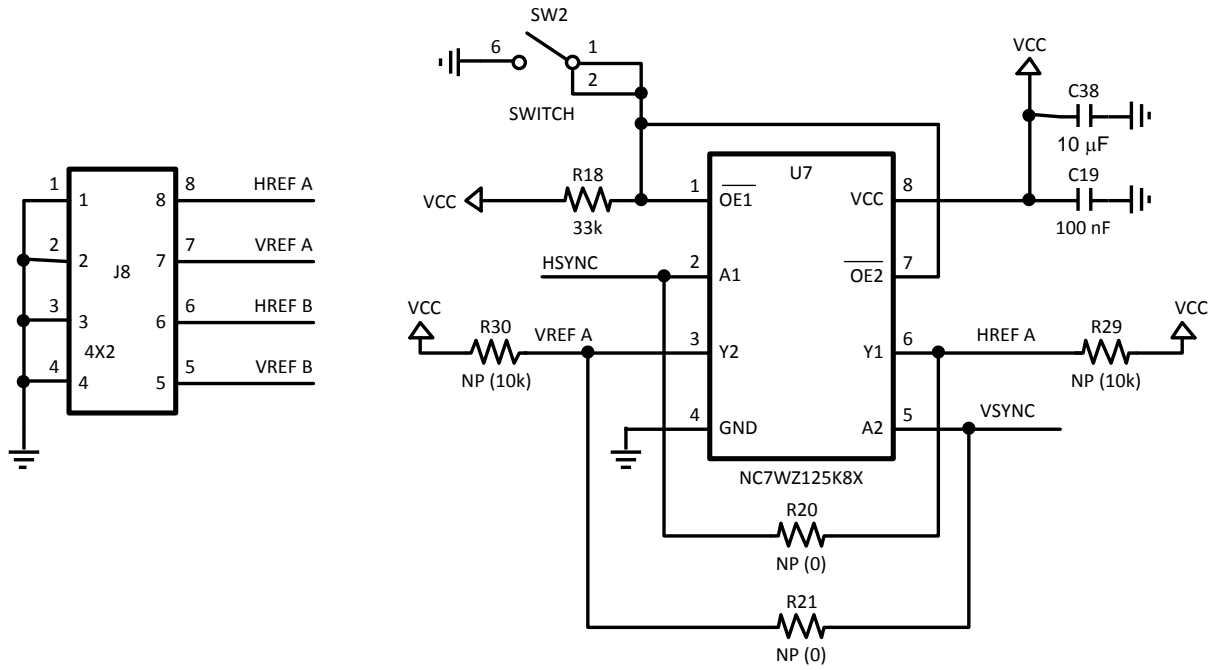 SW2
6
1
2
SWITCH
VCC
C38
10 μF
C19
100 nF
1
2
3
4
1
2
3
4
J8
4X2
8
7
6
5
8
7
6
5
HREF A
VREF A
HREF B
VREF B
VCC
R18
33k
HSYNC
VCC
R30
NP (10k)
VREF A
1
2
3
4
U7
OE1
A1
Y2
GND
VCC
OE2
Y1
A2
8
7
6
5
NC7WZ125K8X
HREF A
R29
NP (10k)
VCC
VSYNC
R20
NP (0)
R21
NP (0)